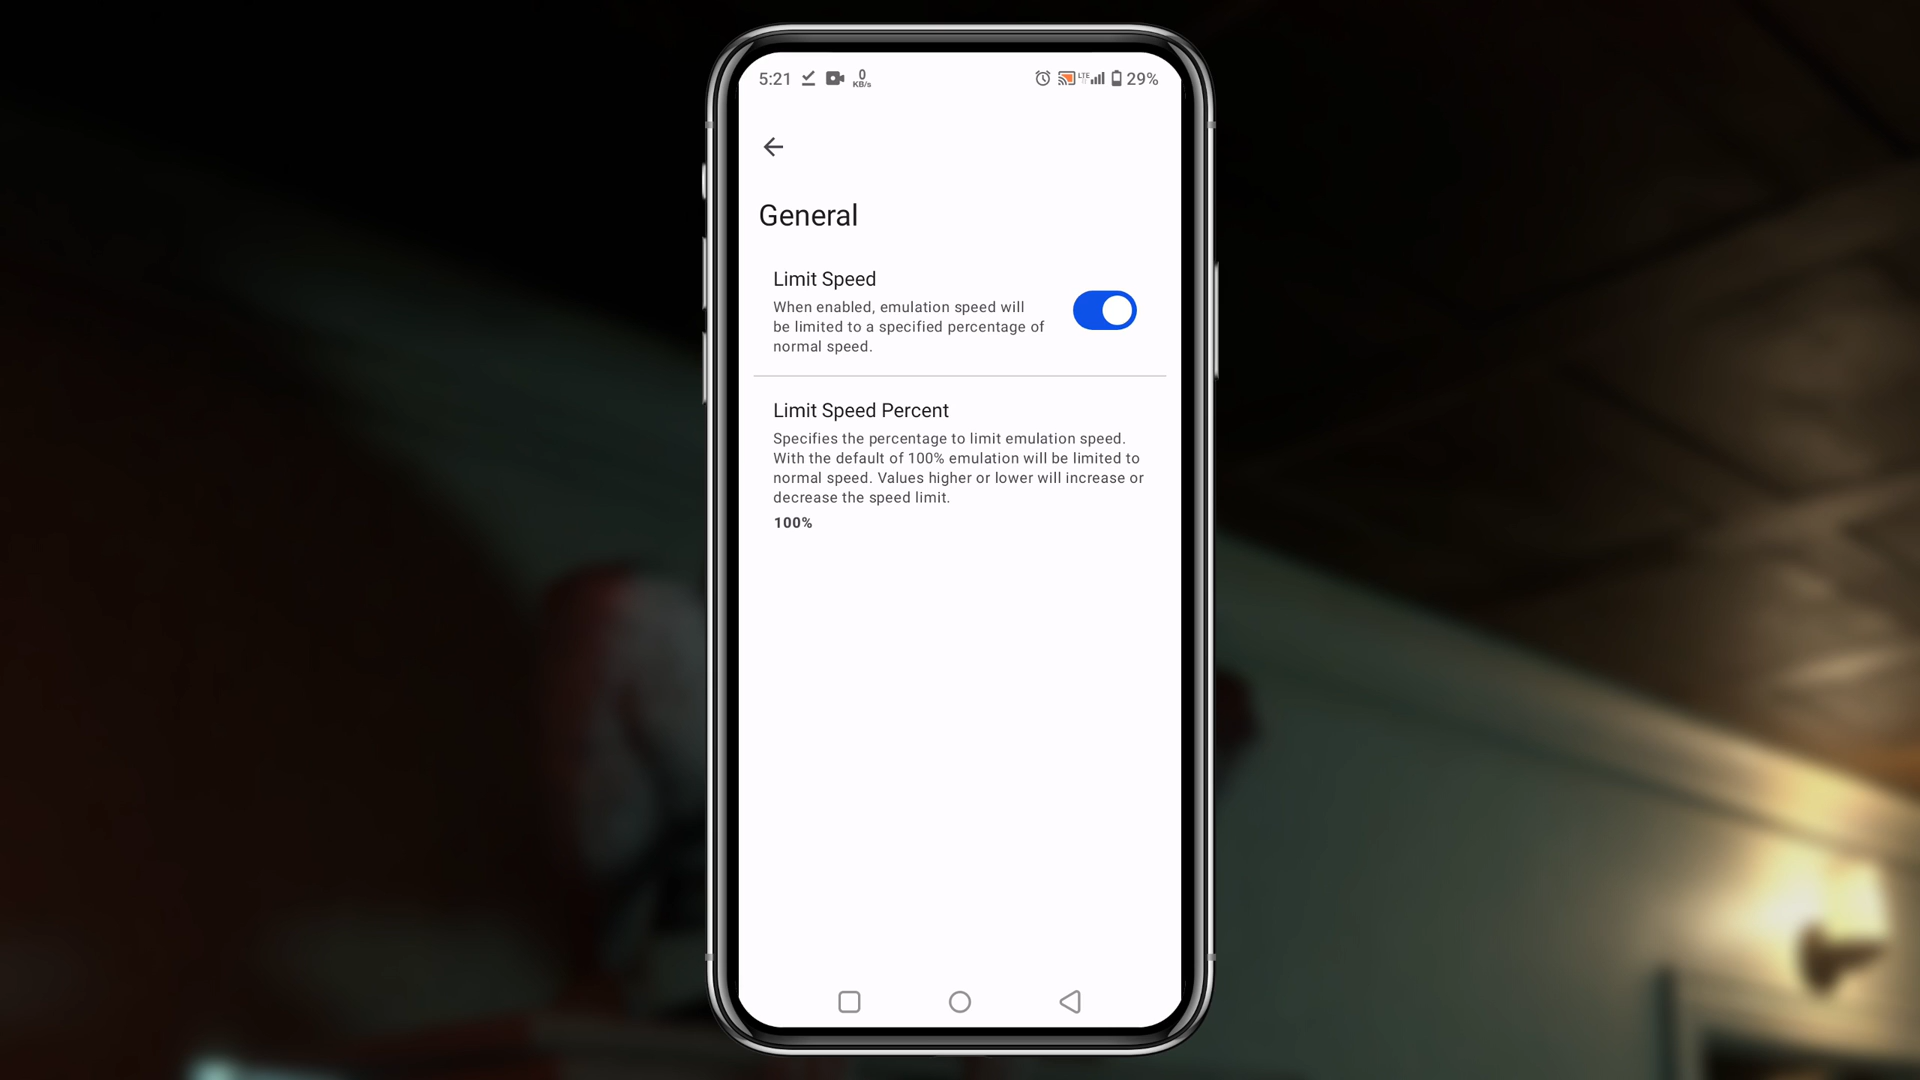 5:21 0 KB/s LTE 29%
General
Limit Speed
When enabled, emulation speed will
be limited to a specified percentage of
normal speed.
Limit Speed Percent
Specifies the percentage to limit emulation speed.
With the default of 100% emulation will be limited to
normal speed. Values higher or lower will increase or
decrease the speed limit.
100%